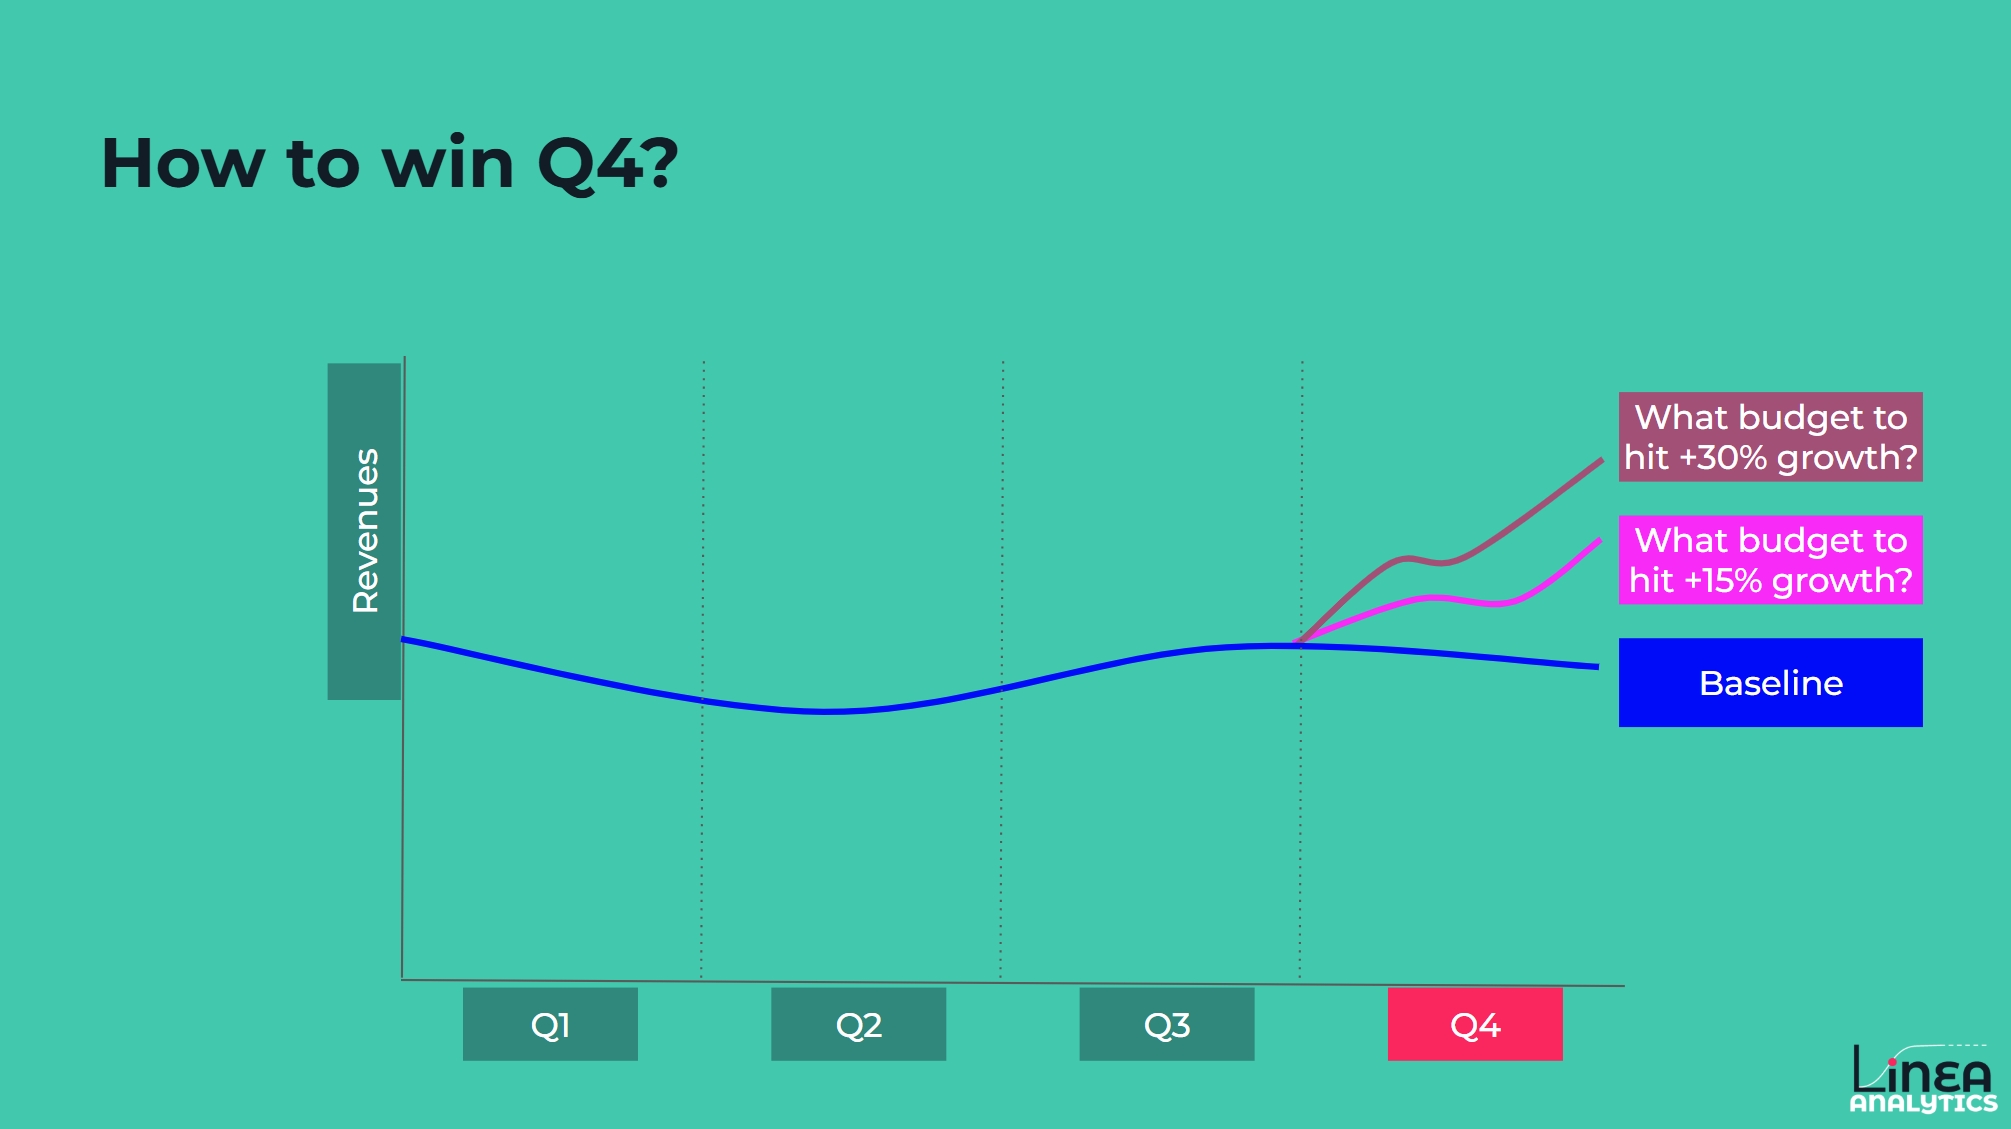 How to win Q4?
Revenues
What budget to
hit +30% growth?
What budget to
hit +15% growth?
Baseline
Q1
Q2
Q3
Q4
LinEA
ANALYTICS